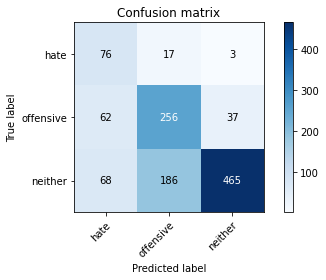 Confusion matrix
hate 76 17 3
offensive 62 256 37
neither 68 186 465
hate offensive neither
True label
Predicted label
400
300
200
100